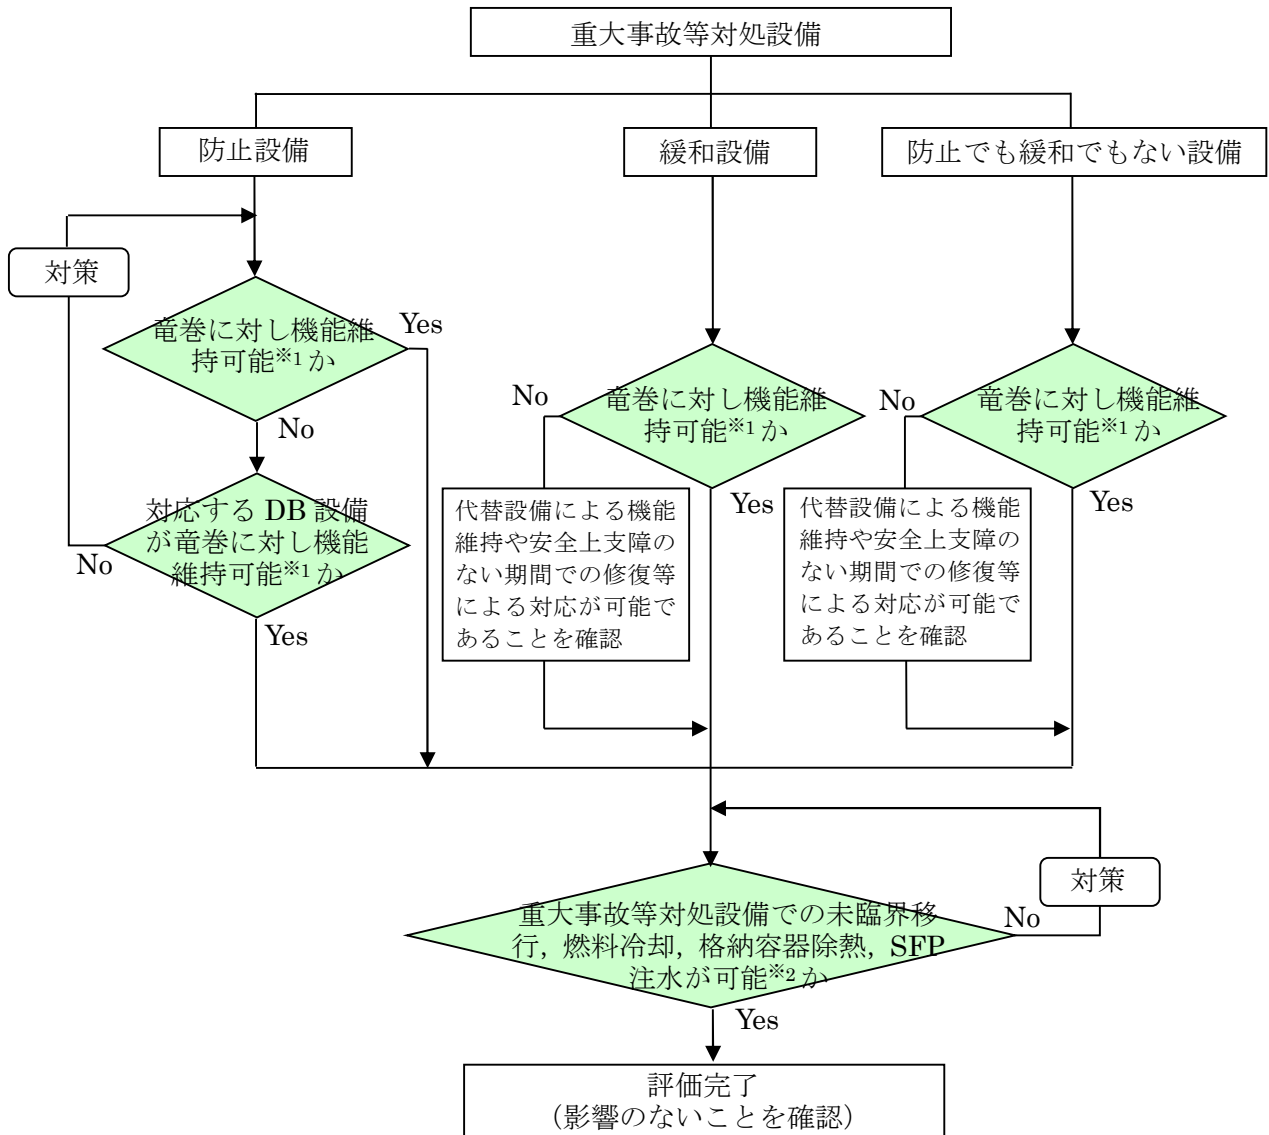 重大事故等対処設備
防止設備
緩和設備
防止でも緩和でもない設備
対策
竜巻に対し機能維
持可能※1か
Yes
No
対応する DB 設備
が竜巻に対し機能
維持可能※1か
No
Yes
竜巻に対し機能維
持可能※1か
No
Yes
代替設備による機能
維持や安全上支障の
ない期間での修復等
による対応が可能で
あることを確認
竜巻に対し機能維
持可能※1か
No
Yes
代替設備による機能
維持や安全上支障の
ない期間での修復等
による対応が可能で
あることを確認
対策
重大事故等対処設備での未臨界移
行, 燃料冷却, 格納容器除熱, SFP
注水が可能※2か
No
Yes
評価完了
（影響のないことを確認）